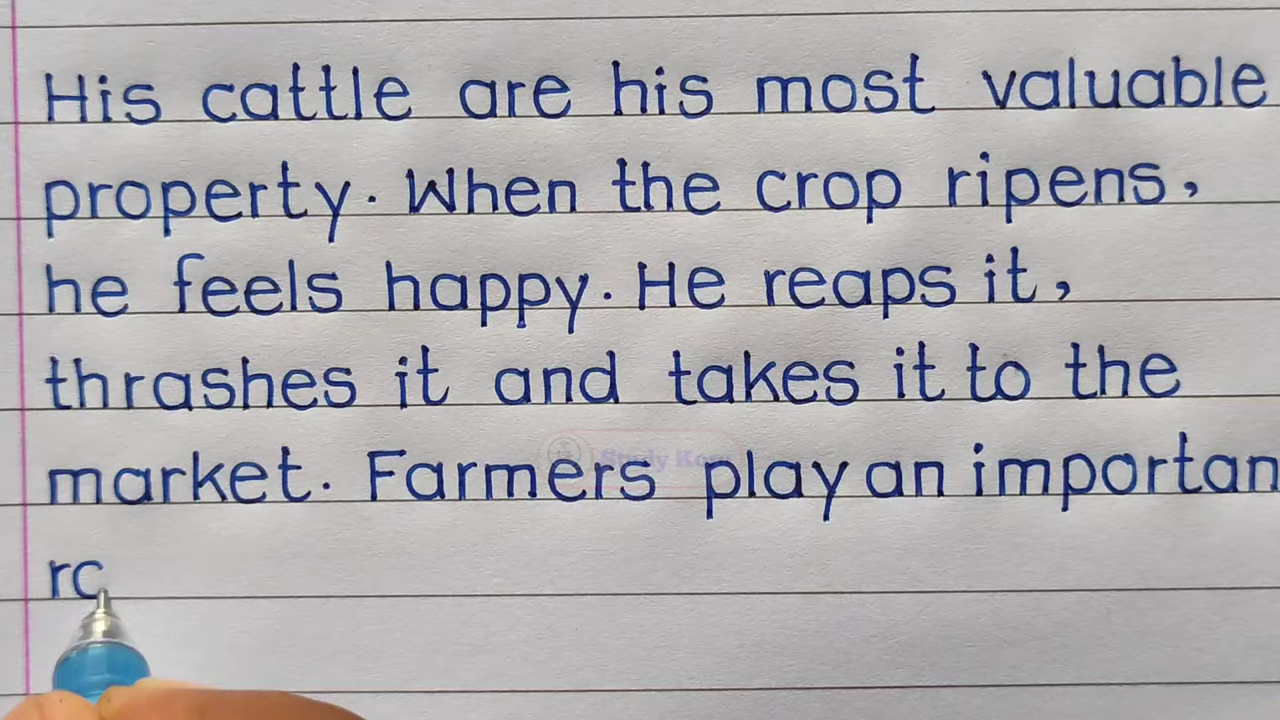 His cattle are his most valuable
property. When the crop ripens,
he feels happy. He reaps it,
thrashes it and takes it to the
market. Farmers play an importan
rc